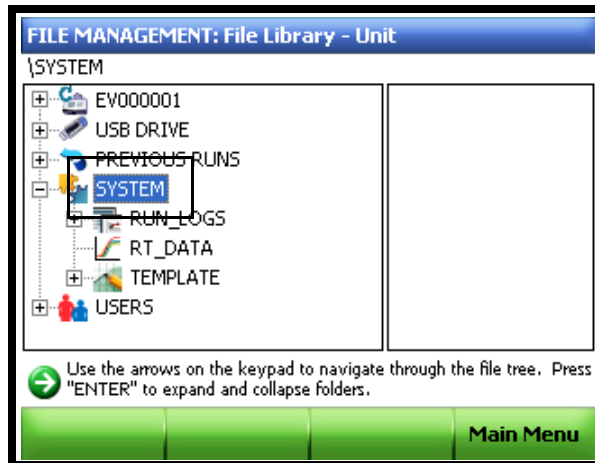 FILE MANAGEMENT: File Library - Unit
\SYSTEM
EV000001
USB DRIVE
PREVIOUS RUNS
SYSTEM
RUN_LOGS
RT_DATA
TEMPLATE
USERS
Use the arrows on the keypad to navigate through the file tree. Press
"ENTER" to expand and collapse folders.
Main Menu